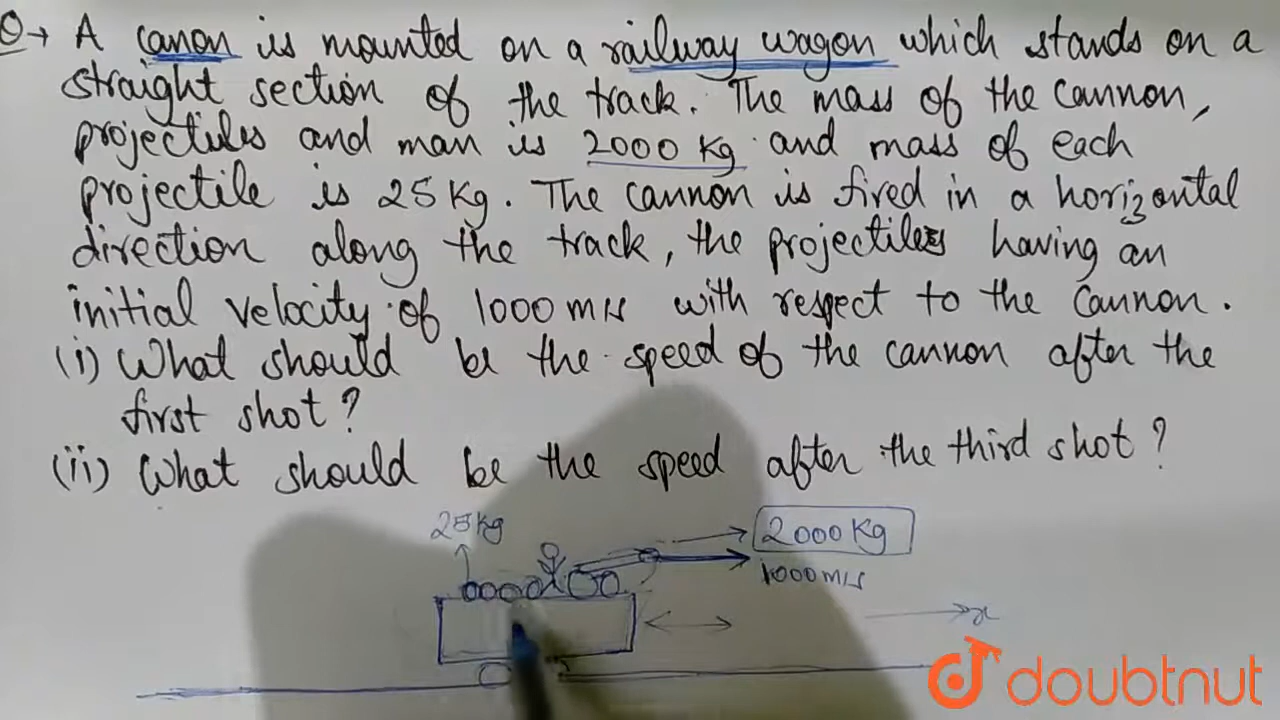 Q→ A canon is mounted on a railway wagon which stands on a
straight section of the track. The mass of the cannon,
projectiles and man is 2000 Kg and mass of each
projectile is 25 Kg. The cannon is fired in a horizontal
direction along the track, the projectiles having an
initial velocity of 1000 m/s with respect to the cannon.
(i) What should be the speed of the cannon after the
first shot?
(ii) What should be the speed after the third shot?
25 Kg
2000 Kg
1000 m/s
x
doubtnut